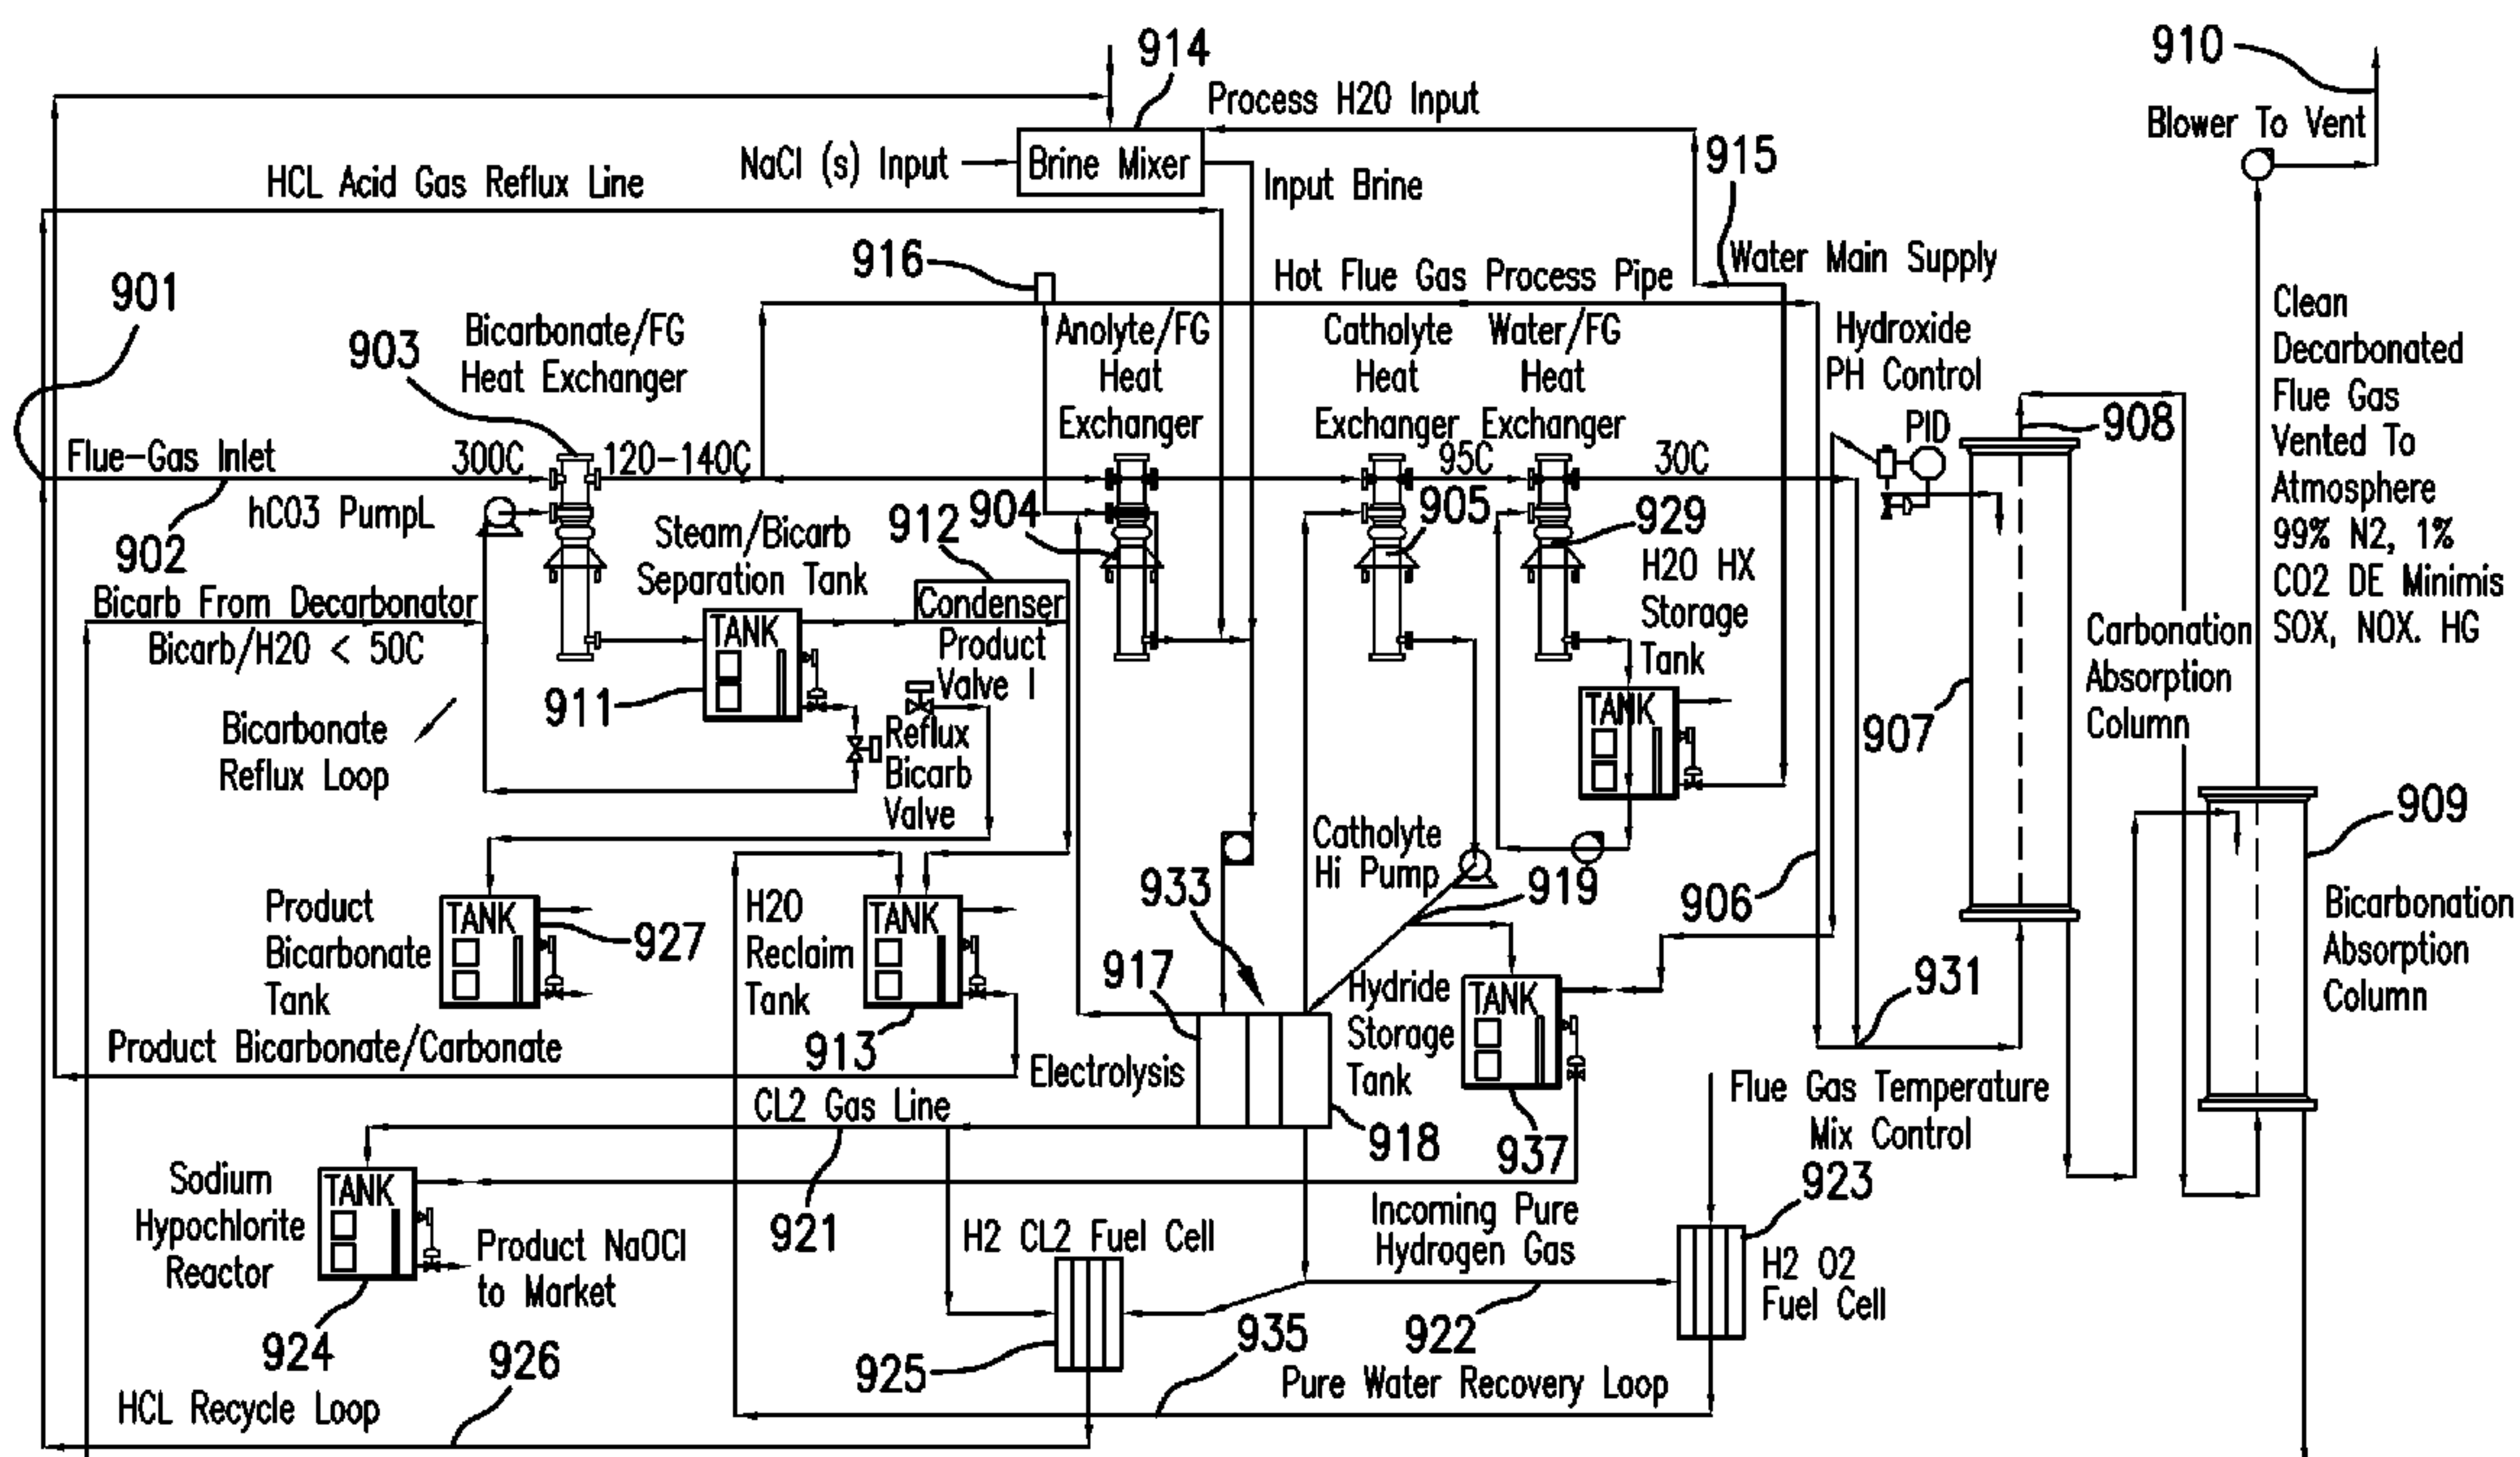 914
910
Process H20 Input
Blower To Vent
NaCl (s) Input
Brine Mixer
915
HCL Acid Gas Reflux Line
Input Brine
916
Water Main Supply
Hot Flue Gas Process Pipe
901
903
Bicarbonate/FG
Heat Exchanger
Anolyte/FG
Heat
Exchanger
Catholyte
Heat
Exchanger
Water/FG
Heat
Exchanger
Hydroxide
PH Control
Clean
Decarbonated
Flue Gas
Vented To
Atmosphere
99% N2, 1%
CO2 DE Minimis
SOX, NOX. HG
PID
908
Flue-Gas Inlet
300C
120-140C
95C
30C
hCO3 PumpL
902
912
904
905
929
Steam/Bicarb
Separation Tank
H20 HX
Storage
Tank
Bicarb From Decarbonator
Bicarb/H20 < 50C
TANK
Condenser
Product
Valve I
911
Carbonation
Absorption
Column
TANK
907
Bicarbonate
Reflux Loop
Reflux
Bicarb
Valve
909
Catholyte
Hi Pump
919
906
933
Product
Bicarbonate
Tank
TANK
927
H20
Reclaim
Tank
TANK
913
917
Hydride
Storage
Tank
TANK
931
Bicarbonation
Absorption
Column
Product Bicarbonate/Carbonate
Electrolysis
CL2 Gas Line
918
937
Flue Gas Temperature
Mix Control
923
Sodium
Hypochlorite
Reactor
TANK
921
Product NaOCl
to Market
H2 CL2 Fuel Cell
Incoming Pure
Hydrogen Gas
H2 O2
Fuel Cell
924
926
925
935
922
Pure Water Recovery Loop
HCL Recycle Loop